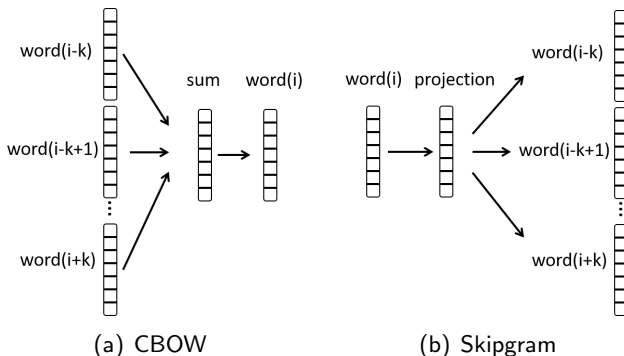 word(i-k)
sum
word(i)
word(i-k+1)
⋮
word(i+k)
(a) CBOW
word(i)
projection
word(i-k)
word(i-k+1)
⋮
word(i+k)
(b) Skipgram